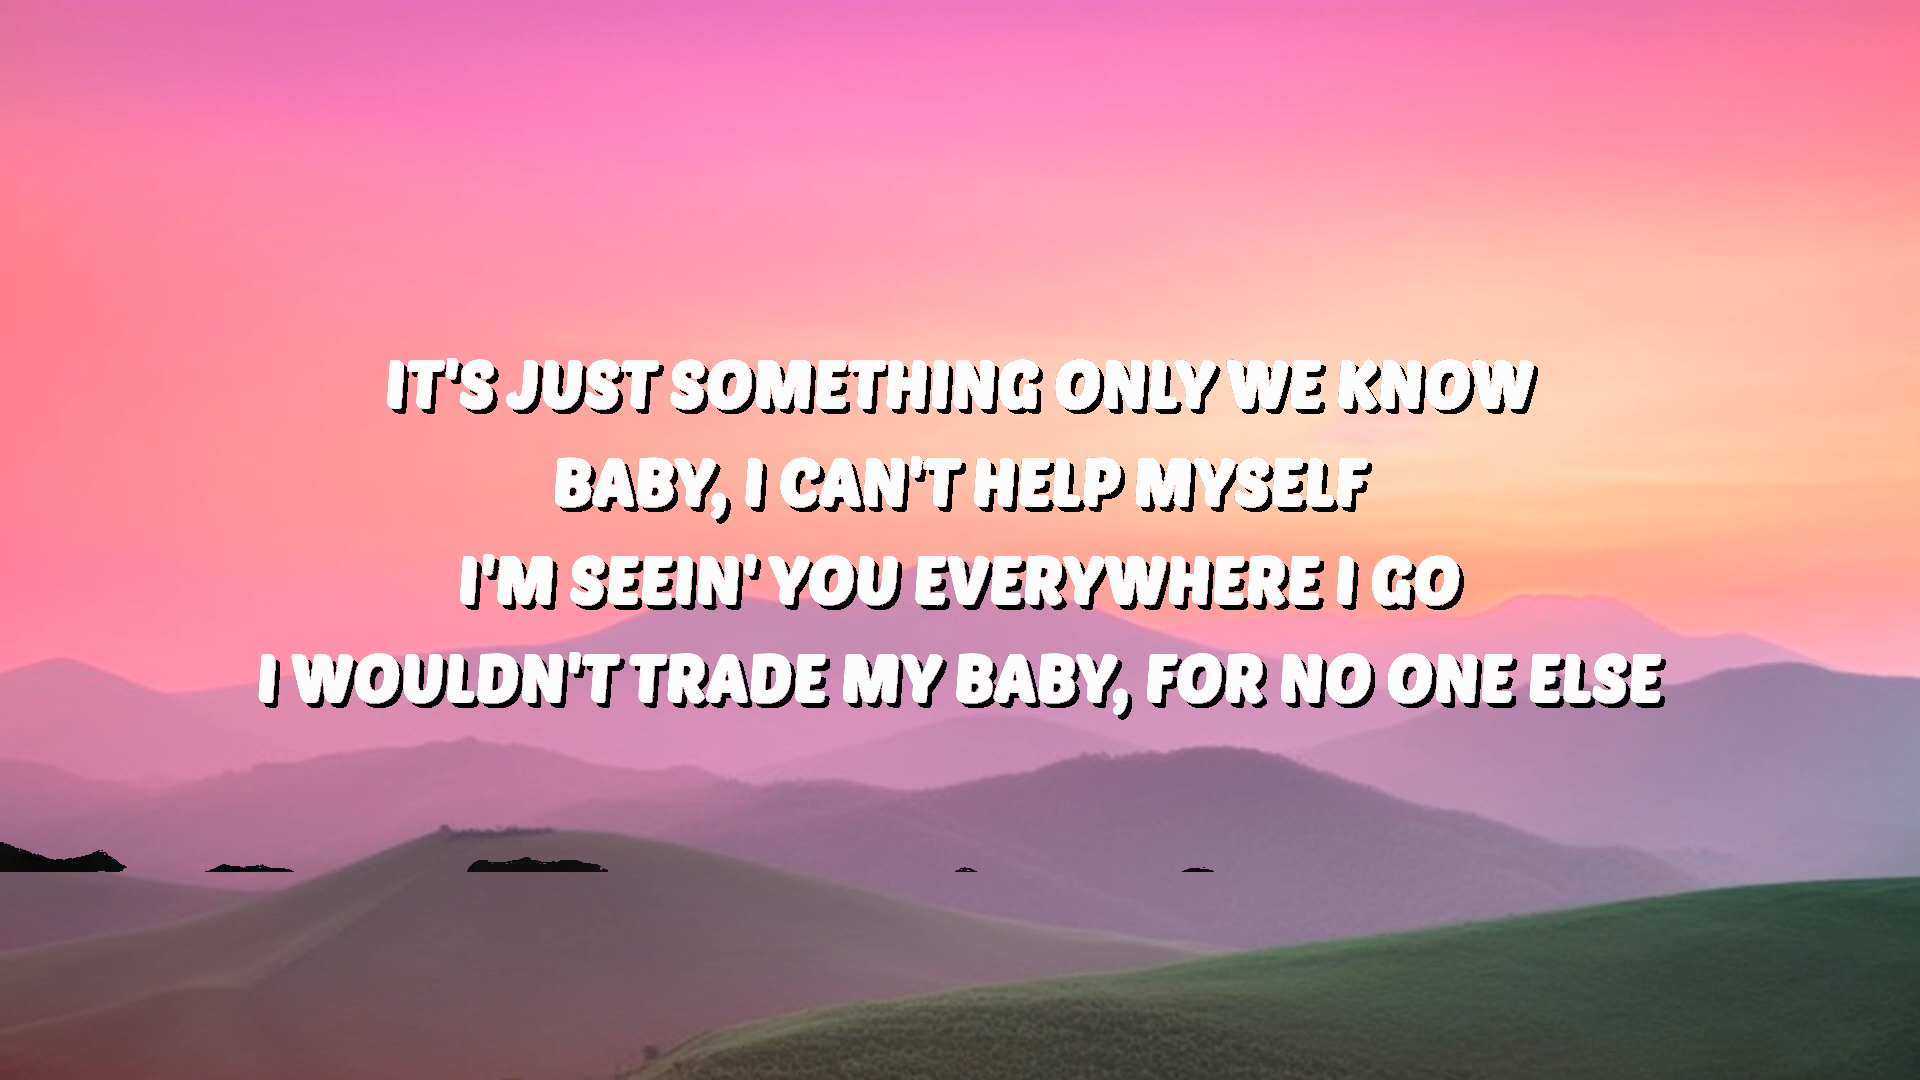 IT'S JUST SOMETHING ONLY WE KNOW
BABY, I CAN'T HELP MYSELF
I'M SEEIN' YOU EVERYWHERE I GO
I WOULDN'T TRADE MY BABY, FOR NO ONE ELSE